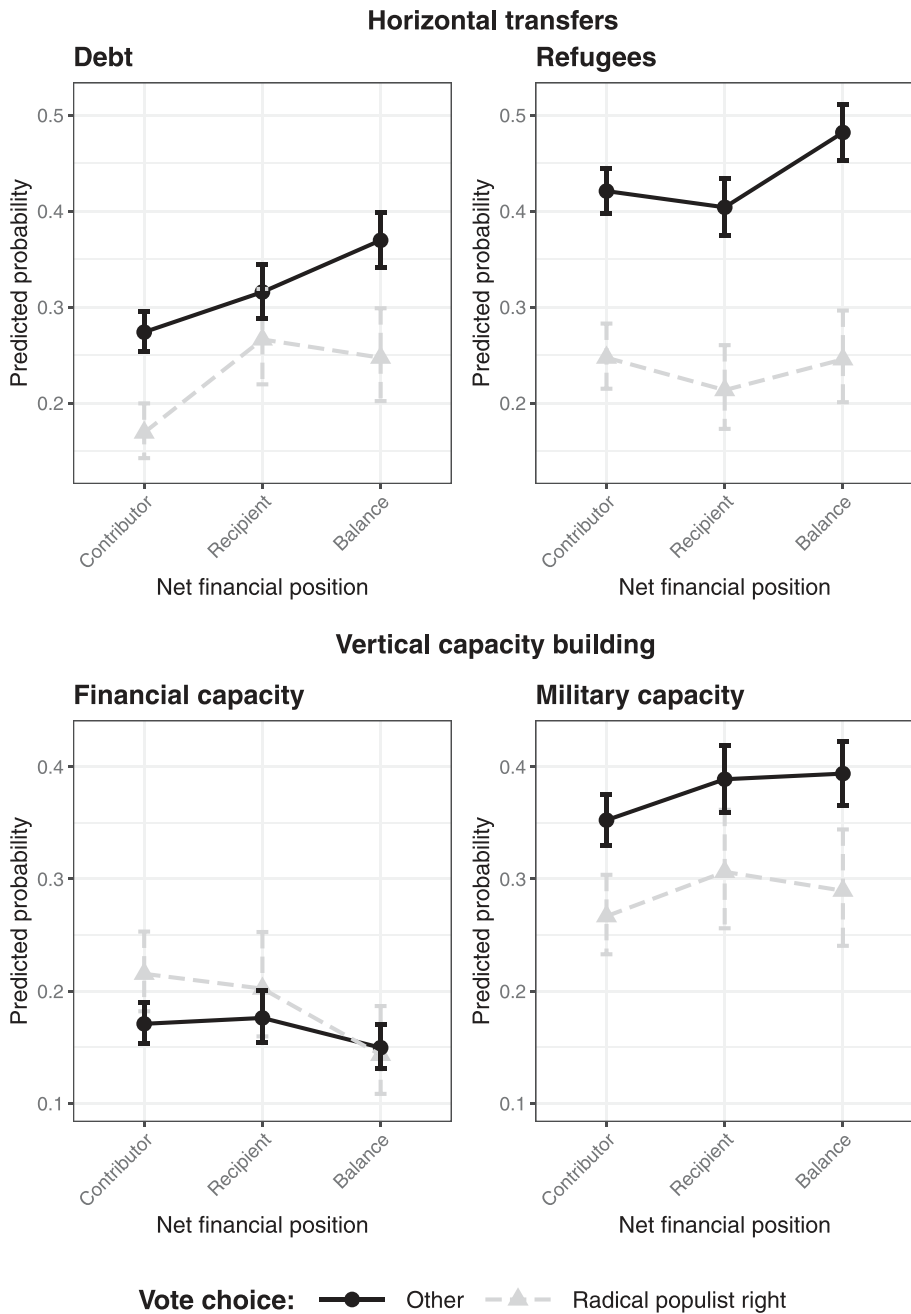 Horizontal transfers
Debt
Refugees
Predicted probability
0.5
0.4
0.3
0.2
Contributor
Recipient
Balance
Net financial position
Predicted probability
0.5
0.4
0.3
0.2
Contributor
Recipient
Balance
Net financial position
Vertical capacity building
Financial capacity
Military capacity
Predicted probability
0.4
0.3
0.2
0.1
Contributor
Recipient
Balance
Net financial position
Predicted probability
0.4
0.3
0.2
0.1
Contributor
Recipient
Balance
Net financial position
Vote choice: Other Radical populist right